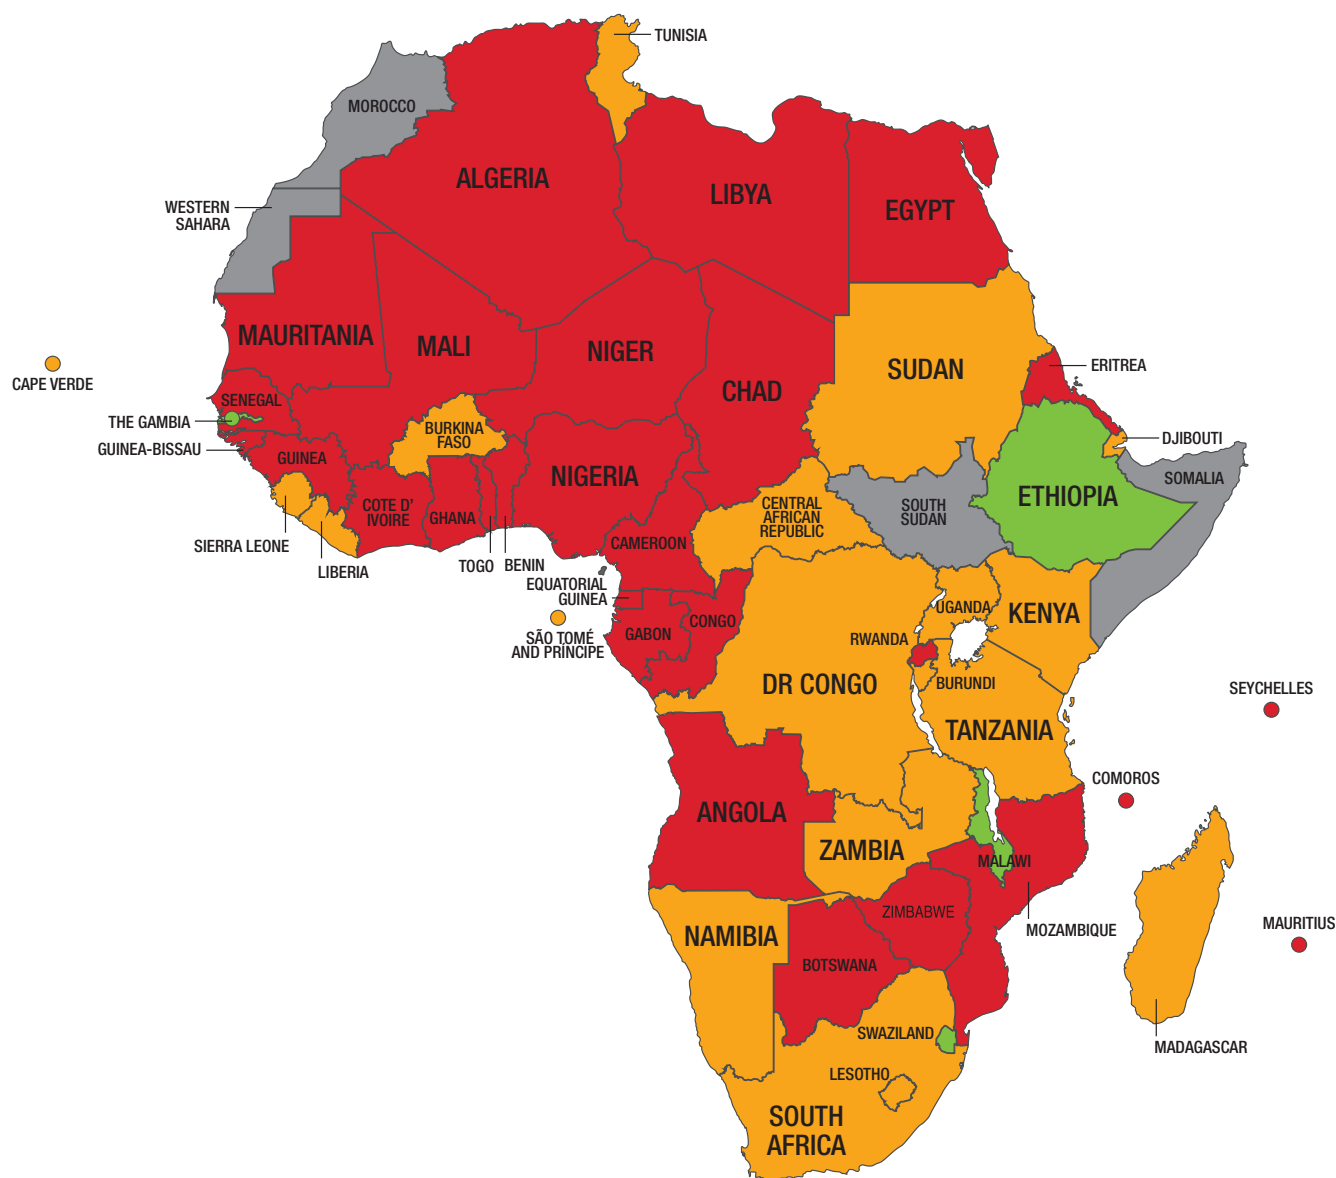 TUNISIA
MOROCCO
ALGERIA
LIBYA
EGYPT
WESTERN
SAHARA
MAURITANIA
MALI
NIGER
CHAD
SUDAN
ERITREA
CAPE VERDE
SENEGAL
THE GAMBIA
GUINEA-BISSAU
GUINEA
BURKINA
FASO
NIGERIA
DJIBOUTI
SOMALIA
ETHIOPIA
SOUTH
SUDAN
CENTRAL
AFRICAN
REPUBLIC
COTE D'
IVOIRE
GHANA
SIERRA LEONE
LIBERIA
TOGO
BENIN
CAMEROON
EQUATORIAL
GUINEA
SÃO TOMÉ
AND PRÍNCIPE
GABON
CONGO
UGANDA
KENYA
RWANDA
BURUNDI
DR CONGO
TANZANIA
SEYCHELLES
COMOROS
ANGOLA
ZAMBIA
MALAWI
MOZAMBIQUE
ZIMBABWE
NAMIBIA
BOTSWANA
MAURITIUS
MADAGASCAR
SWAZILAND
LESOTHO
SOUTH
AFRICA